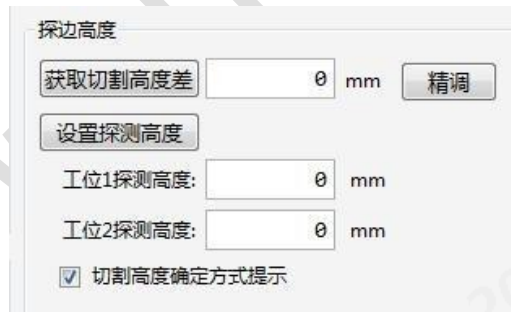 探边高度
获取切割高度差 0 mm 精调
设置探测高度
工位1探测高度: 0 mm
工位2探测高度: 0 mm
切割高度确定方式提示